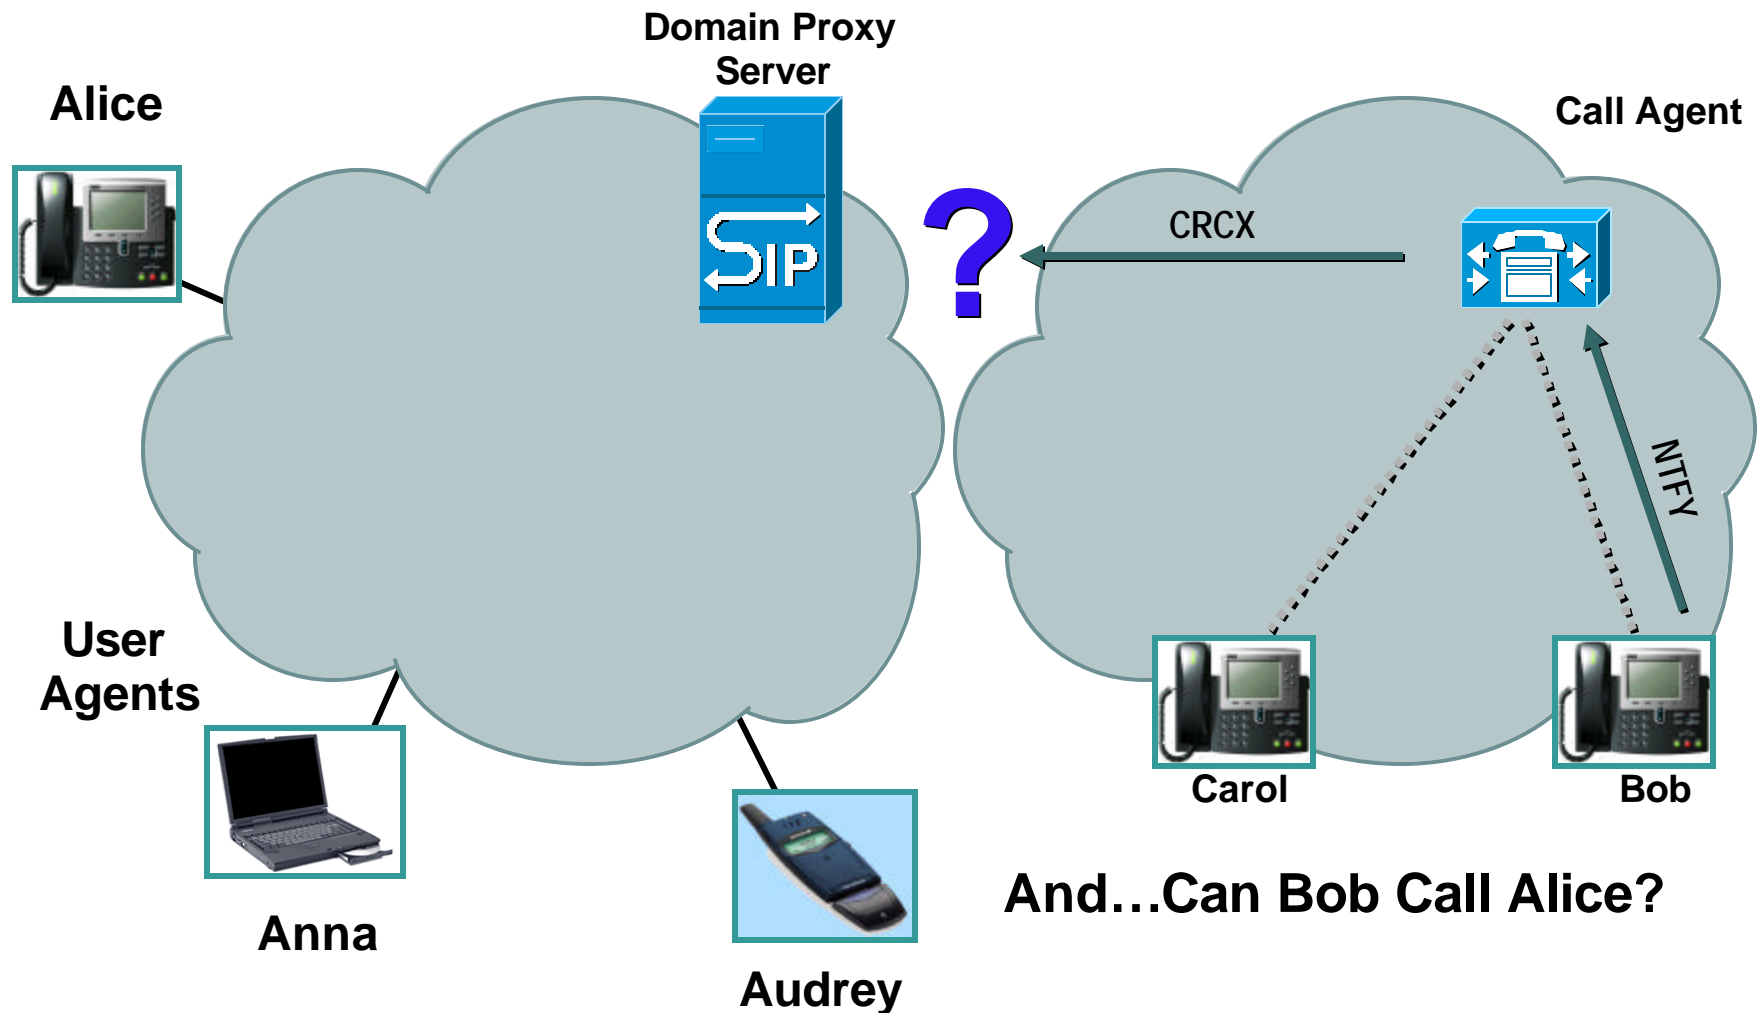 Domain Proxy
Server
Alice
Call Agent
SIP
?
CRCX
NTFY
User
Agents
Carol
Bob
And…Can Bob Call Alice?
Anna
Audrey